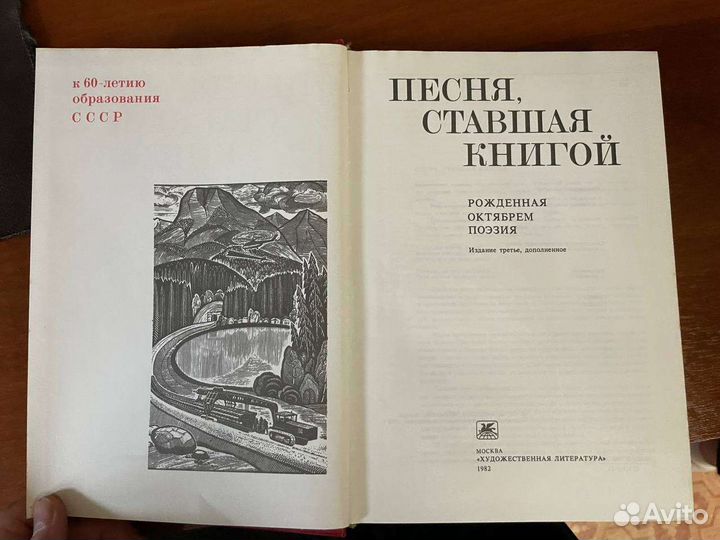 к 60-летию
образования
СССР
ПЕСНЯ,
СТАВШАЯ
КНИГОЙ
РОЖДЕННАЯ
ОКТЯБРЕМ
ПОЭЗИЯ
Издание третье, дополненное
МОСКВА
«ХУДОЖЕСТВЕННАЯ ЛИТЕРАТУРА»
1982
Avito